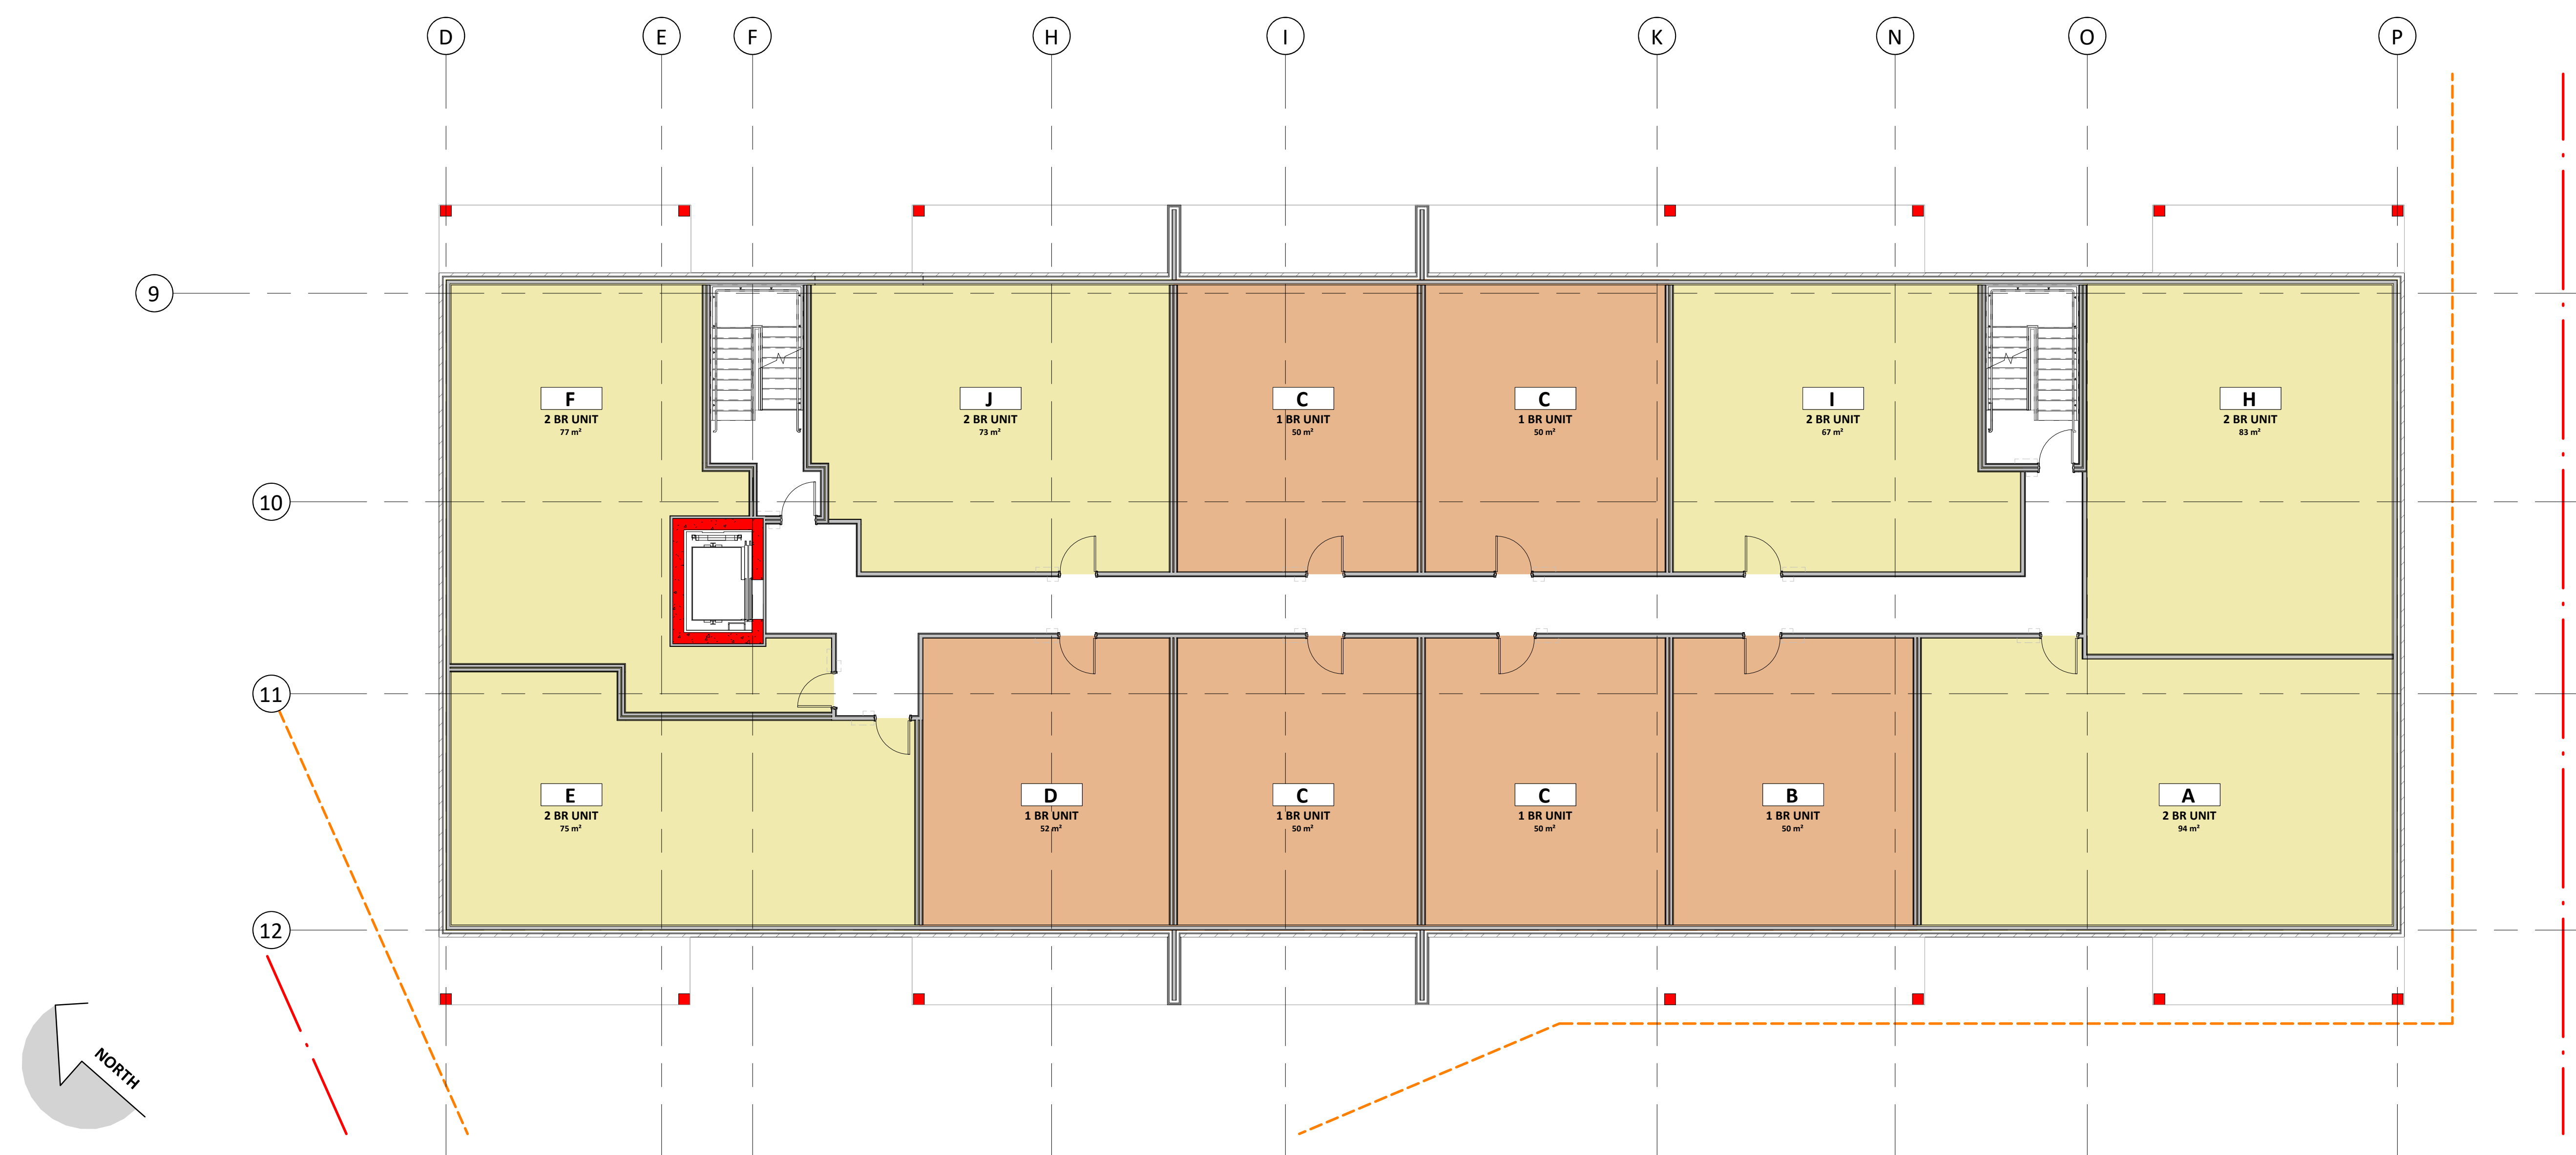 D E F H I K N O P
9
F J C C I H
2 BR UNIT 2 BR UNIT 1 BR UNIT 1 BR UNIT 2 BR UNIT 2 BR UNIT
77 m² 73 m² 50 m² 50 m² 67 m² 83 m²
10
11
E D C C B A
2 BR UNIT 1 BR UNIT 1 BR UNIT 1 BR UNIT 1 BR UNIT 2 BR UNIT
75 m² 52 m² 50 m² 50 m² 50 m² 94 m²
12
NORTH